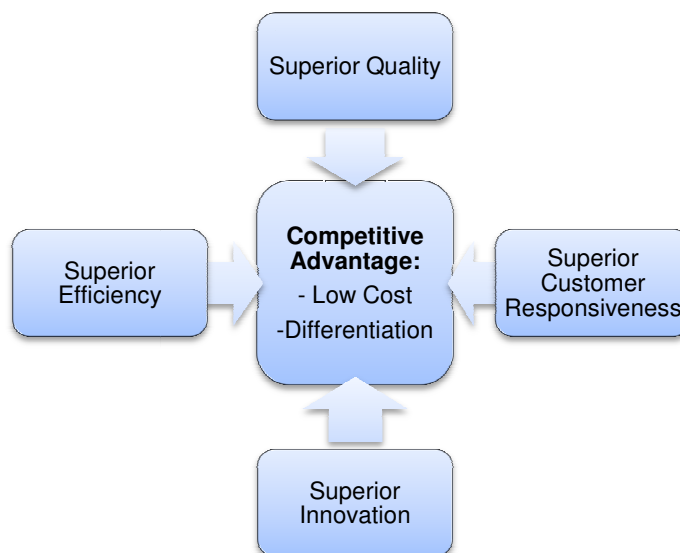 Superior Quality
Competitive
Advantage:
- Low Cost
-Differentiation
Superior
Efficiency
Superior
Customer
Responsiveness
Superior
Innovation